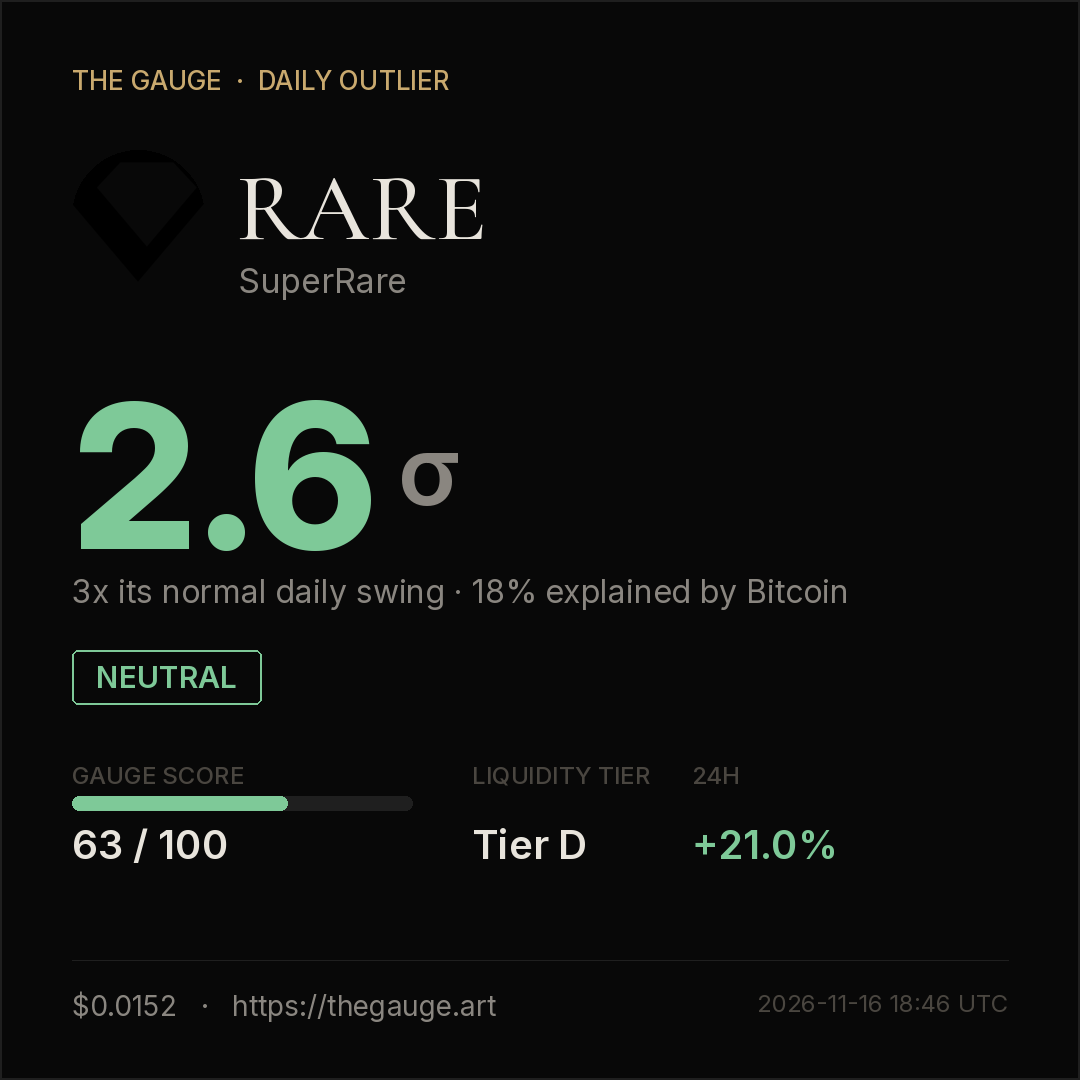 THE GAUGE · DAILY OUTLIER
RARE
SuperRare
2.6 σ
3x its normal daily swing · 18% explained by Bitcoin
NEUTRAL
GAUGE SCORE LIQUIDITY TIER 24H
63 / 100 Tier D +21.0%
$0.0152 · https://thegauge.art 2026-11-16 18:46 UTC